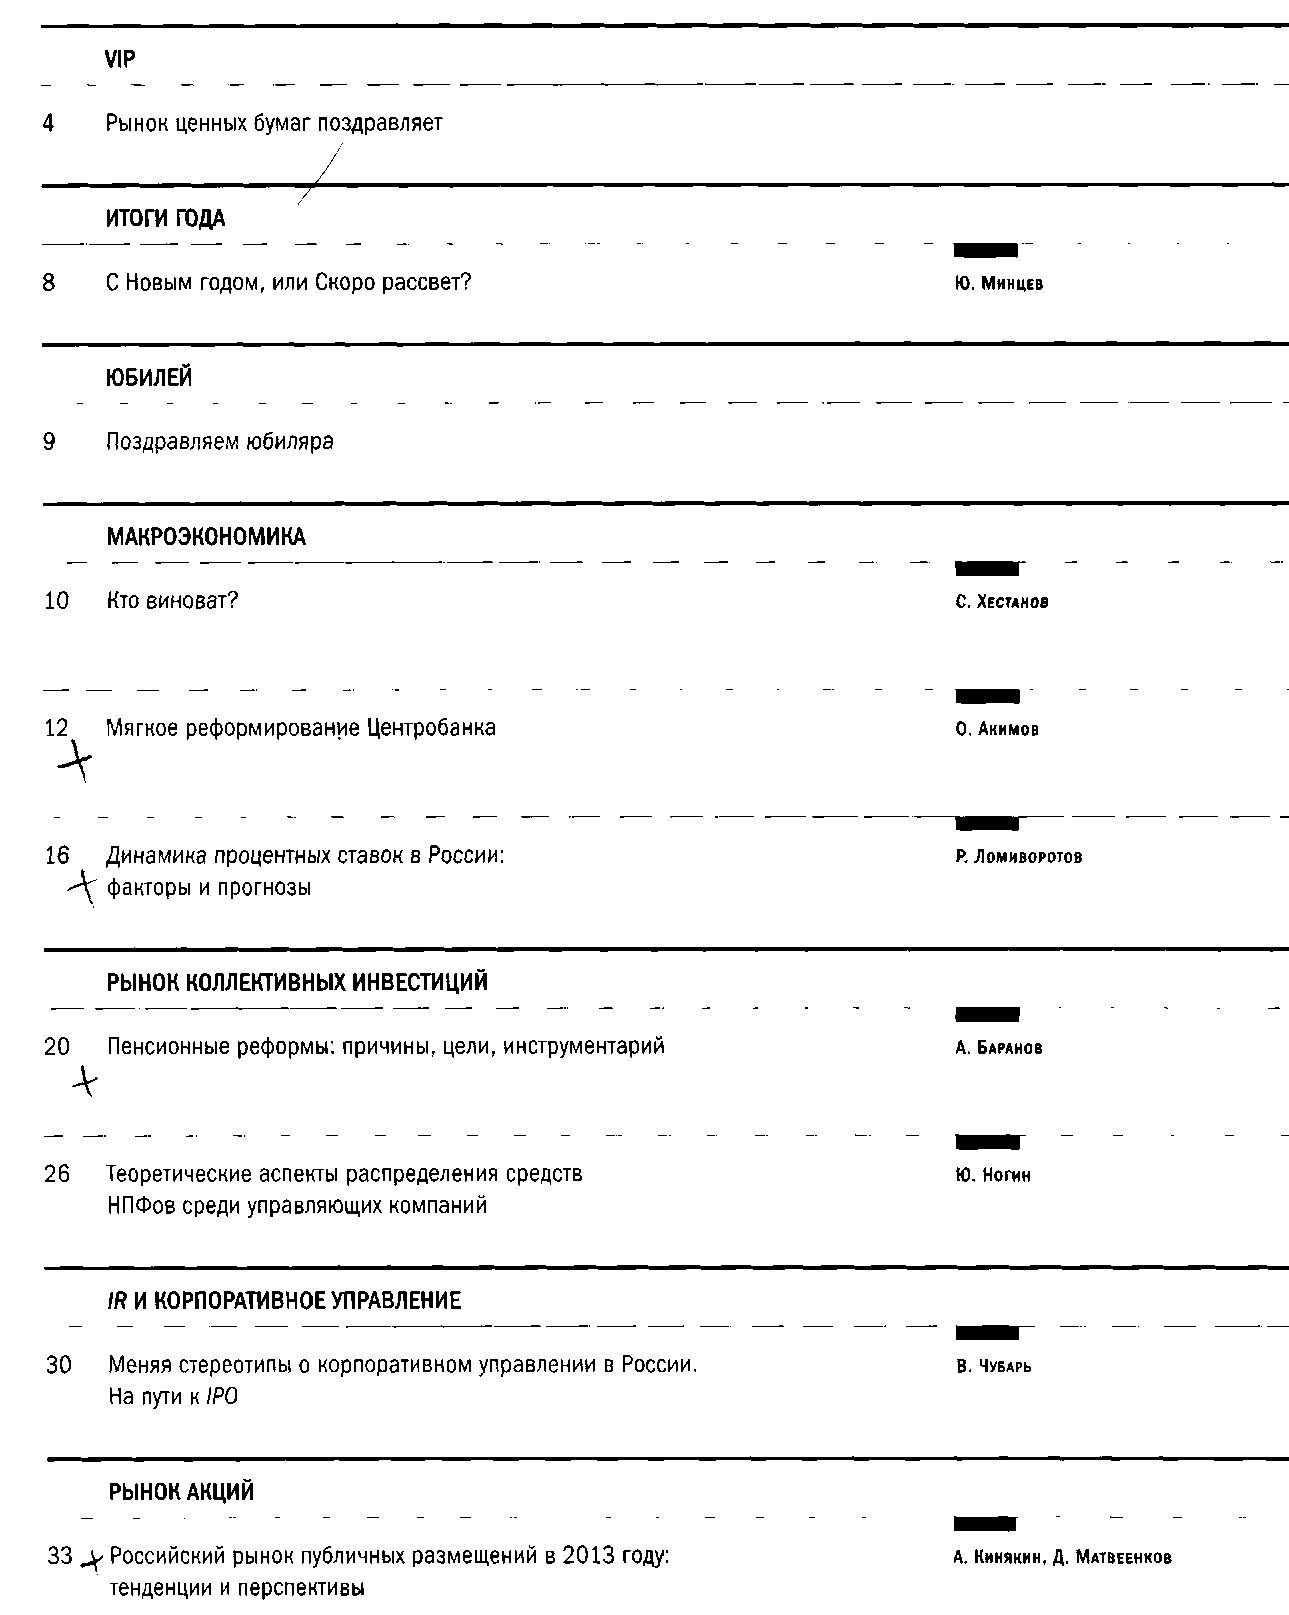 VIP
4 Рынок ценных бумаг поздравляет
ИТОГИ ГОДА
8 С Новым годом, или Скоро рассвет? Ю. Минцев
ЮБИЛЕЙ
9 Поздравляем юбиляра
МАКРОЭКОНОМИКА
10 Кто виноват? С. Хестанов
12 Мягкое реформирование Центробанка О. Акимов
16 Динамика процентных ставок в России: Р. Ломиворотов
факторы и прогнозы
РЫНОК КОЛЛЕКТИВНЫХ ИНВЕСТИЦИЙ
20 Пенсионные реформы: причины, цели, инструментарий А. Баранов
26 Теоретические аспекты распределения средств Ю. Ногин
НПФов среди управляющих компаний
IR И КОРПОРАТИВНОЕ УПРАВЛЕНИЕ
30 Меняя стереотипы о корпоративном управлении в России. В. Чубарь
На пути к IPO
РЫНОК АКЦИЙ
33 Российский рынок публичных размещений в 2013 году: А. Кинякин, Д. Матвеенков
тенденции и перспективы